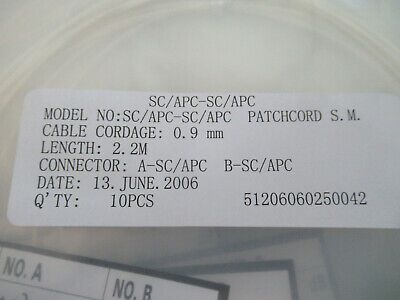 SC/APC-SC/APC
MODEL NO:SC/APC-SC/APC PATCHCORD S.M.
CABLE CORDAGE: 0.9 mm
LENGTH: 2.2M
CONNECTOR: A-SC/APC B-SC/APC
DATE: 13.JUNE.2006
Q'TY: 10PCS 51206060250042
NO. A
NO. B